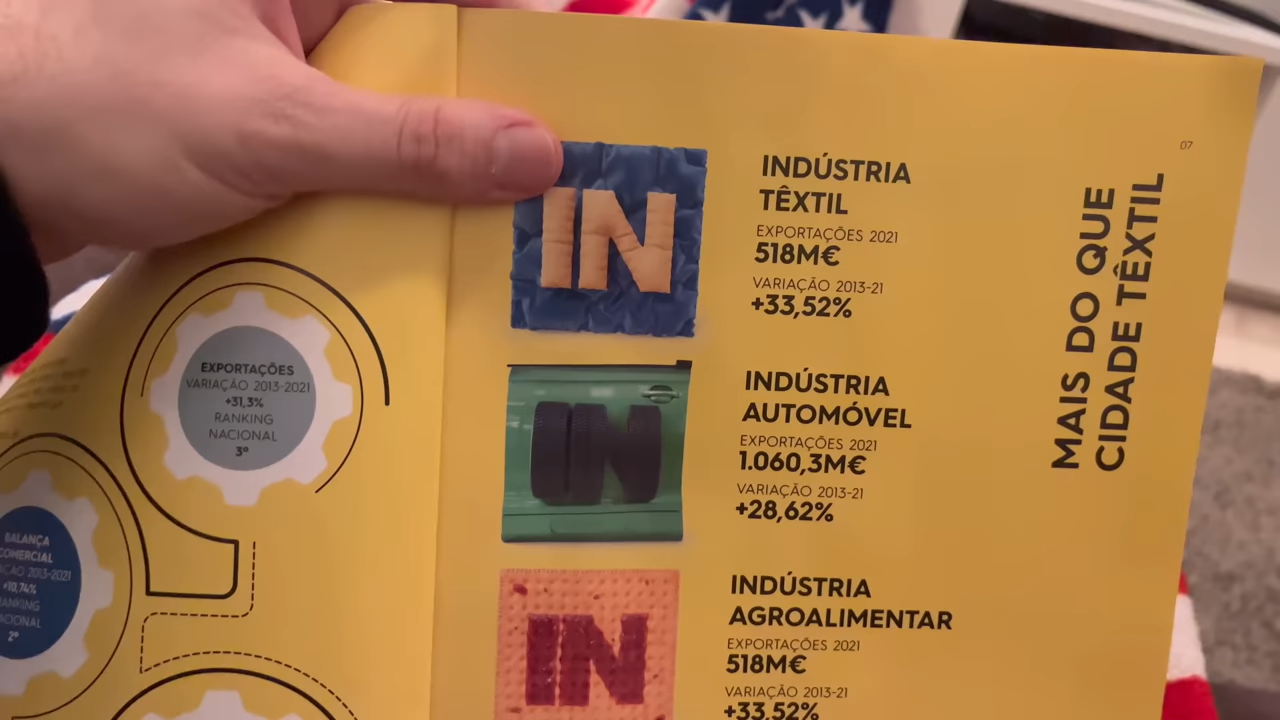 EXPORTAÇÕES
VARIAÇÃO 2013-2021
+31,3%
RANKING
NACIONAL
3º
BALANÇA
COMERCIAL
2013-2021
+10,74%
RANKING
2º
IN
INDÚSTRIA
TÊXTIL
EXPORTAÇÕES 2021
518M€
VARIAÇÃO 2013-21
+33,52%
IN
INDÚSTRIA
AUTOMÓVEL
EXPORTAÇÕES 2021
1.060,3M€
VARIAÇÃO 2013-21
+28,62%
IN
INDÚSTRIA
AGROALIMENTAR
EXPORTAÇÕES 2021
518M€
VARIAÇÃO 2013-21
+33,52%
07
MAIS DO QUE
CIDADE TÊXTIL